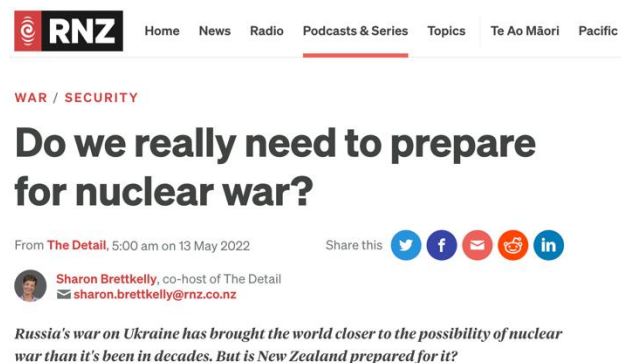 RNZ Home News Radio Podcasts & Series Topics Te Ao Māori Pacific
WAR / SECURITY
Do we really need to prepare
for nuclear war?
From The Detail, 5:00 am on 13 May 2022 Share this
Sharon Brettkelly, co-host of The Detail
sharon.brettkelly@rnz.co.nz
Russia's war on Ukraine has brought the world closer to the possibility of nuclear
war than it's been in decades. But is New Zealand prepared for it?